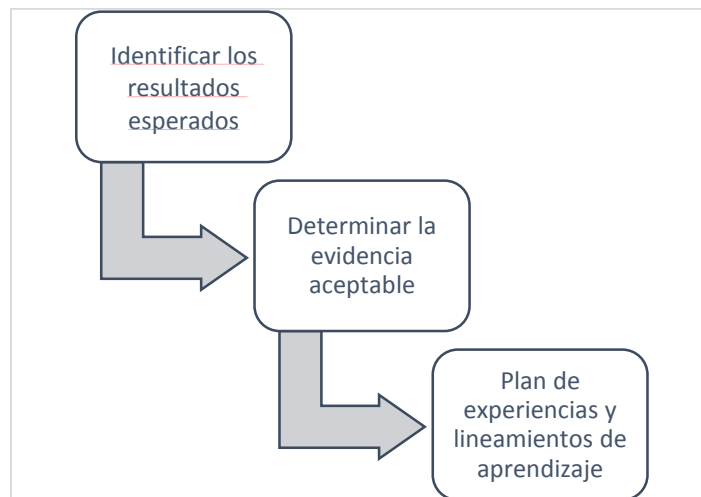 Identificar los
resultados
esperados
Determinar la
evidencia
aceptable
Plan de
experiencias y
lineamientos de
aprendizaje